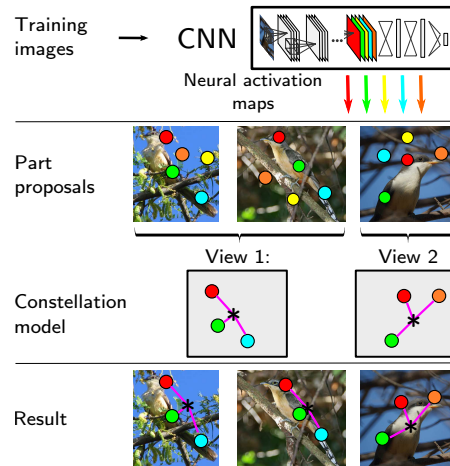 Training
images
CNN
Neural activation
maps
Part
proposals
View 1:
View 2
Constellation
model
Result